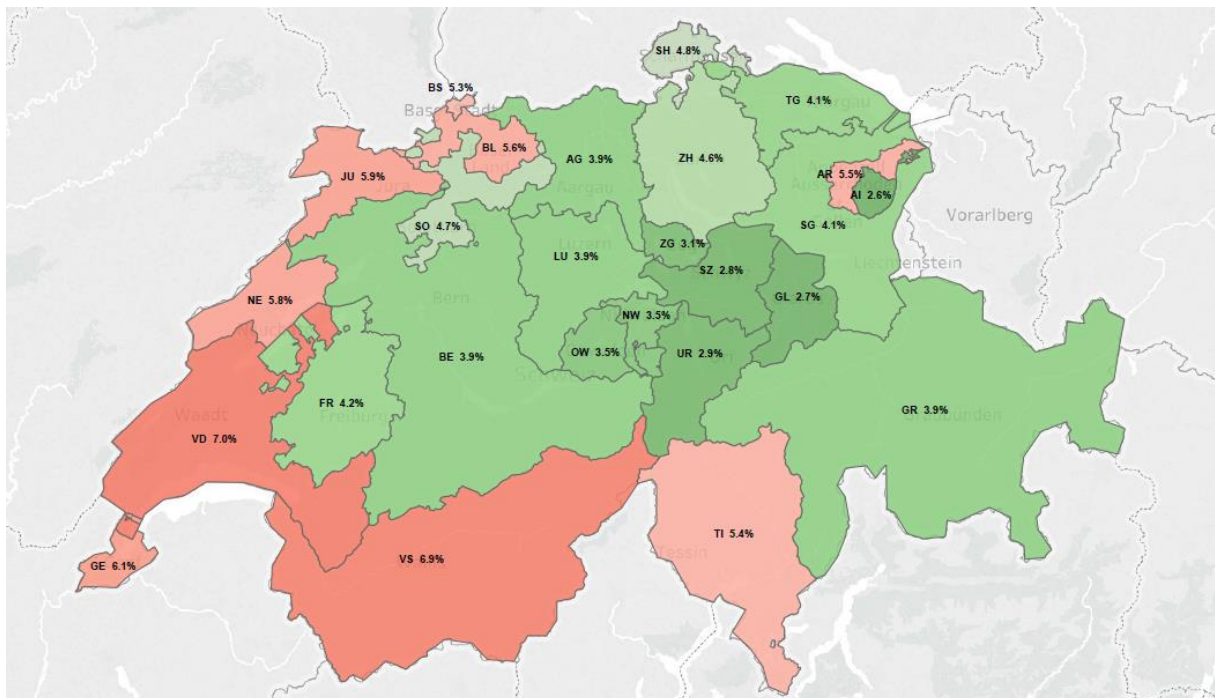 SH 4.8%
BS 5.3%
TG 4.1%
BL 5.6%
AG 3.9%
ZH 4.6%
JU 5.9%
Jura
Aargau
AR 5.5%
AI 2.6%
Vorarlberg
SO 4.7%
SG 4.1%
ZG 3.1%
Luzern
LU 3.9%
SZ 2.8%
Liechtenstein
NE 5.8%
Bern
GL 2.7%
NW 3.5%
BE 3.9%
OW 3.5%
UR 2.9%
Schweiz
FR 4.2%
Freiburg
GR 3.9%
Graubünden
Waadt
VD 7.0%
TI 5.4%
Tessin
VS 6.9%
GE 6.1%